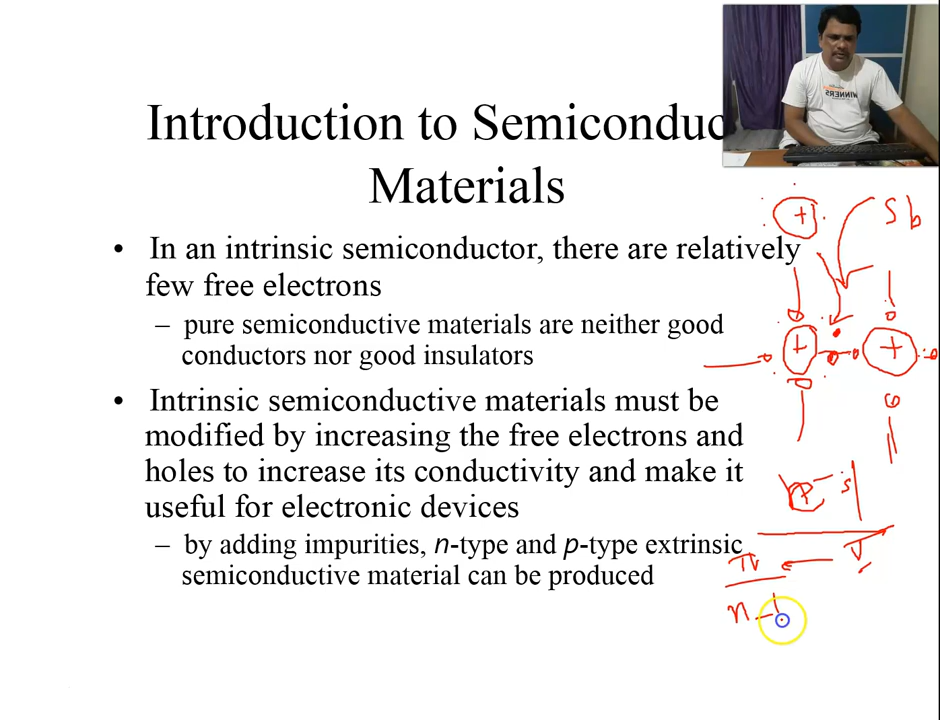 Introduction to Semiconduc
Materials
• In an intrinsic semiconductor, there are relatively
few free electrons
– pure semiconductive materials are neither good
conductors nor good insulators
• Intrinsic semiconductive materials must be
modified by increasing the free electrons and
holes to increase its conductivity and make it
useful for electronic devices
– by adding impurities, n-type and p-type extrinsic
semiconductive material can be produced
WINNERS
+
Sb
+ +
IV V
n-t